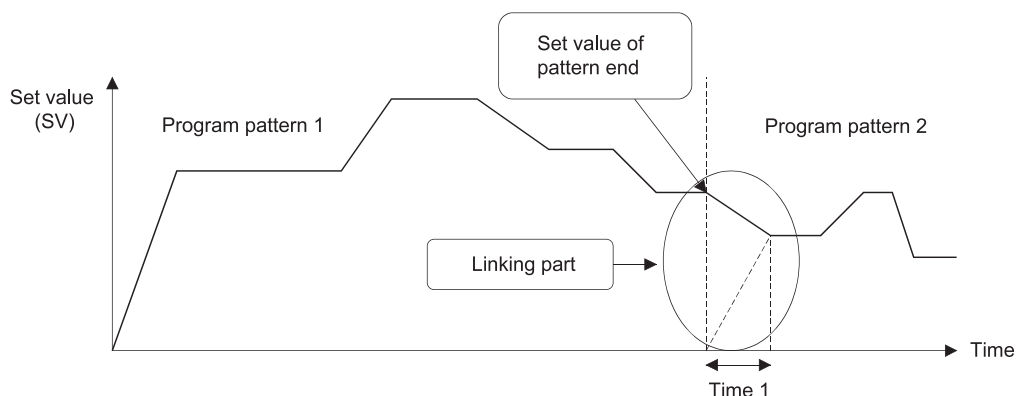 Set value of
pattern end
Set value
(SV)
Program pattern 1
Program pattern 2
Linking part
Time
Time 1